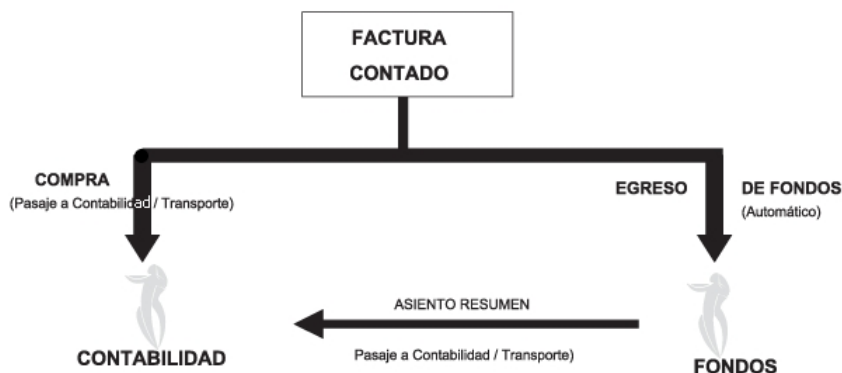 FACTURA
CONTADO
COMPRA
(Pasaje a Contabilidad / Transporte)
EGRESO DE FONDOS
(Automático)
ASIENTO RESUMEN
Pasaje a Contabilidad / Transporte)
CONTABILIDAD
FONDOS